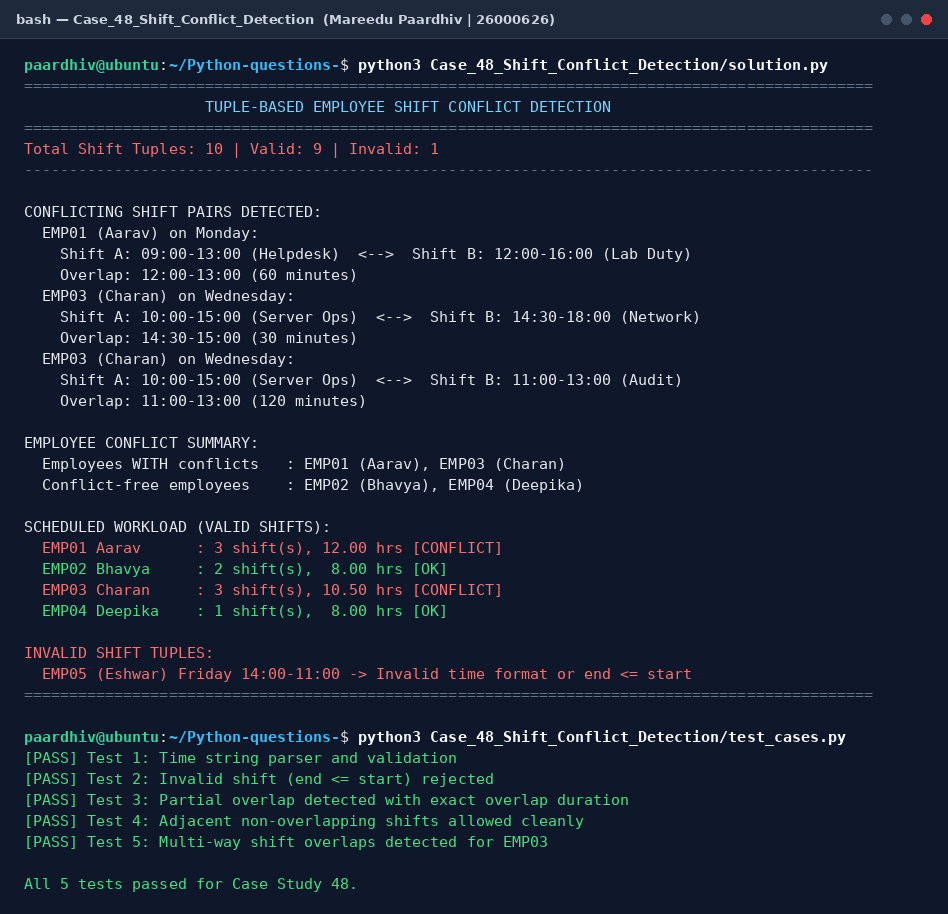 bash — Case_48_Shift_Conflict_Detection  (Mareedu Paardhiv | 26000626)
paardhiv@ubuntu:~/Python-questions-$ python3 Case_48_Shift_Conflict_Detection/solution.py
==============================================================================================
                    TUPLE-BASED EMPLOYEE SHIFT CONFLICT DETECTION
==============================================================================================
Total Shift Tuples: 10 | Valid: 9 | Invalid: 1
----------------------------------------------------------------------------------------------
CONFLICTING SHIFT PAIRS DETECTED:
  EMP01 (Aarav) on Monday:
    Shift A: 09:00-13:00 (Helpdesk)  <-->  Shift B: 12:00-16:00 (Lab Duty)
    Overlap: 12:00-13:00 (60 minutes)
  EMP03 (Charan) on Wednesday:
    Shift A: 10:00-15:00 (Server Ops)  <-->  Shift B: 14:30-18:00 (Network)
    Overlap: 14:30-15:00 (30 minutes)
  EMP03 (Charan) on Wednesday:
    Shift A: 10:00-15:00 (Server Ops)  <-->  Shift B: 11:00-13:00 (Audit)
    Overlap: 11:00-13:00 (120 minutes)
EMPLOYEE CONFLICT SUMMARY:
  Employees WITH conflicts   : EMP01 (Aarav), EMP03 (Charan)
  Conflict-free employees    : EMP02 (Bhavya), EMP04 (Deepika)
SCHEDULED WORKLOAD (VALID SHIFTS):
  EMP01 Aarav      : 3 shift(s), 12.00 hrs [CONFLICT]
  EMP02 Bhavya     : 2 shift(s),  8.00 hrs [OK]
  EMP03 Charan     : 3 shift(s), 10.50 hrs [CONFLICT]
  EMP04 Deepika    : 1 shift(s),  8.00 hrs [OK]
INVALID SHIFT TUPLES:
  EMP05 (Eshwar) Friday 14:00-11:00 -> Invalid time format or end <= start
==============================================================================================
paardhiv@ubuntu:~/Python-questions-$ python3 Case_48_Shift_Conflict_Detection/test_cases.py
[PASS] Test 1: Time string parser and validation
[PASS] Test 2: Invalid shift (end <= start) rejected
[PASS] Test 3: Partial overlap detected with exact overlap duration
[PASS] Test 4: Adjacent non-overlapping shifts allowed cleanly
[PASS] Test 5: Multi-way shift overlaps detected for EMP03
All 5 tests passed for Case Study 48.